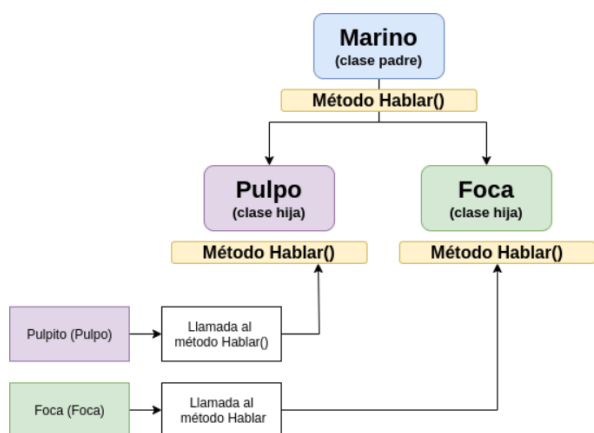 Marino
(clase padre)
Método Hablar()
Pulpo
(clase hija)
Foca
(clase hija)
Método Hablar()
Método Hablar()
Pulpito (Pulpo)
Llamada al
método Hablar()
Foca (Foca)
Llamada al
método Hablar